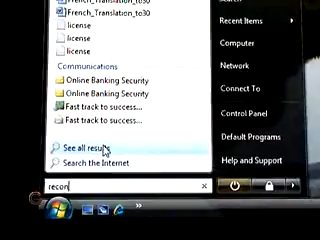 French_Translation_to30
French_Translation_to30
license
license
license
Communications
Online Banking Security
Online Banking Security
Fast track to success...
Fast track to success...
See all results
Search the Internet
recon
Search
Recent Items
Computer
Network
Connect To
Control Panel
Default Programs
Help and Support